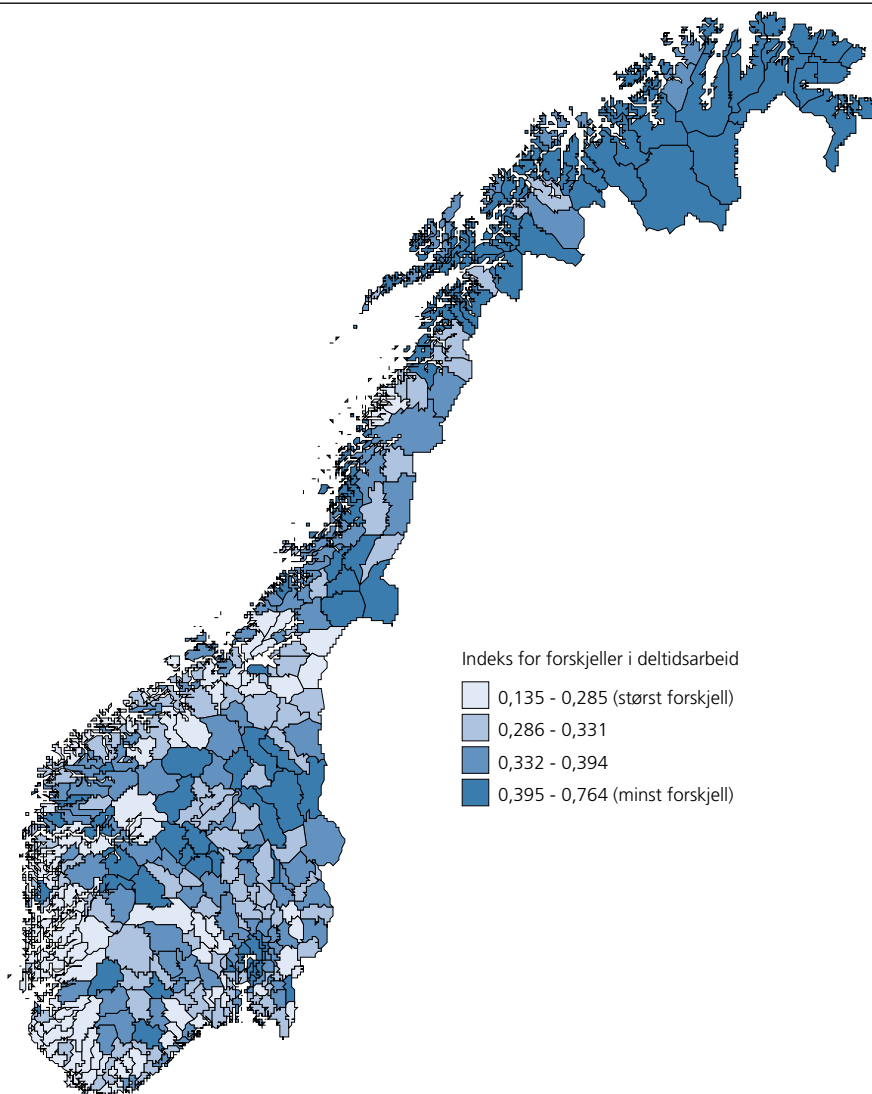 Indeks for forskjeller i deltidsarbeid
0,135 - 0,285 (størst forskjell)
0,286 - 0,331
0,332 - 0,394
0,395 - 0,764 (minst forskjell)